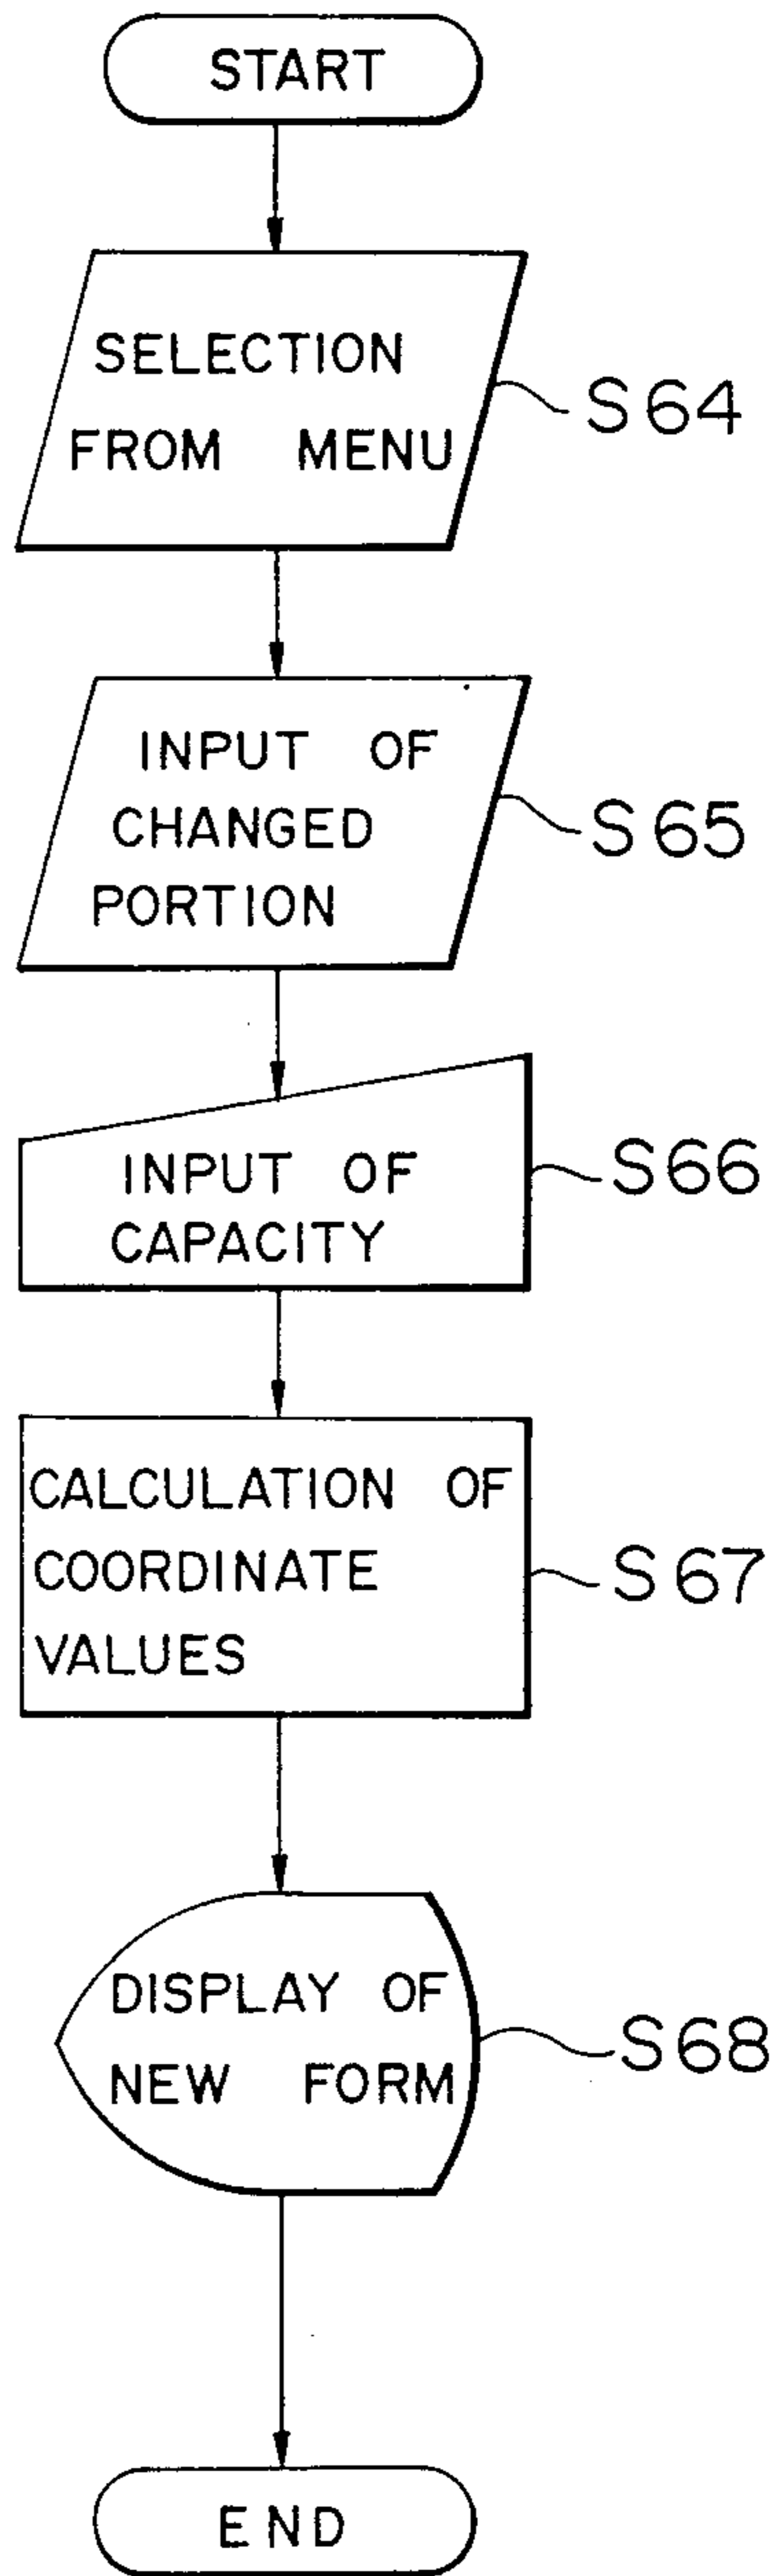 START
SELECTION
FROM MENU
S64
INPUT OF
CHANGED
PORTION
S65
INPUT OF
CAPACITY
S66
CALCULATION OF
COORDINATE
VALUES
S67
DISPLAY OF
NEW FORM
S68
END